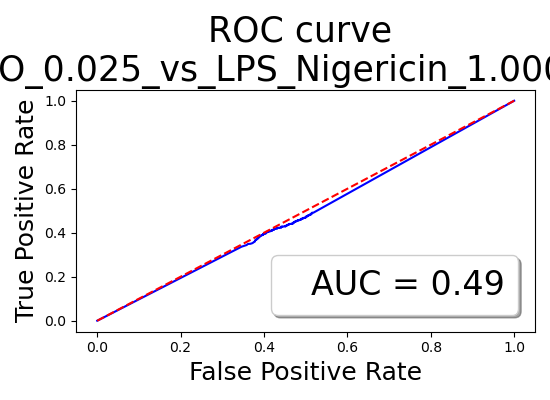 ROC curve
O_0.025_vs_LPS_Nigericin_1.000
True Positive Rate
1.0
0.8
0.6
0.4
0.2
0.0
AUC = 0.49
0.0 0.2 0.4 0.6 0.8 1.0
False Positive Rate